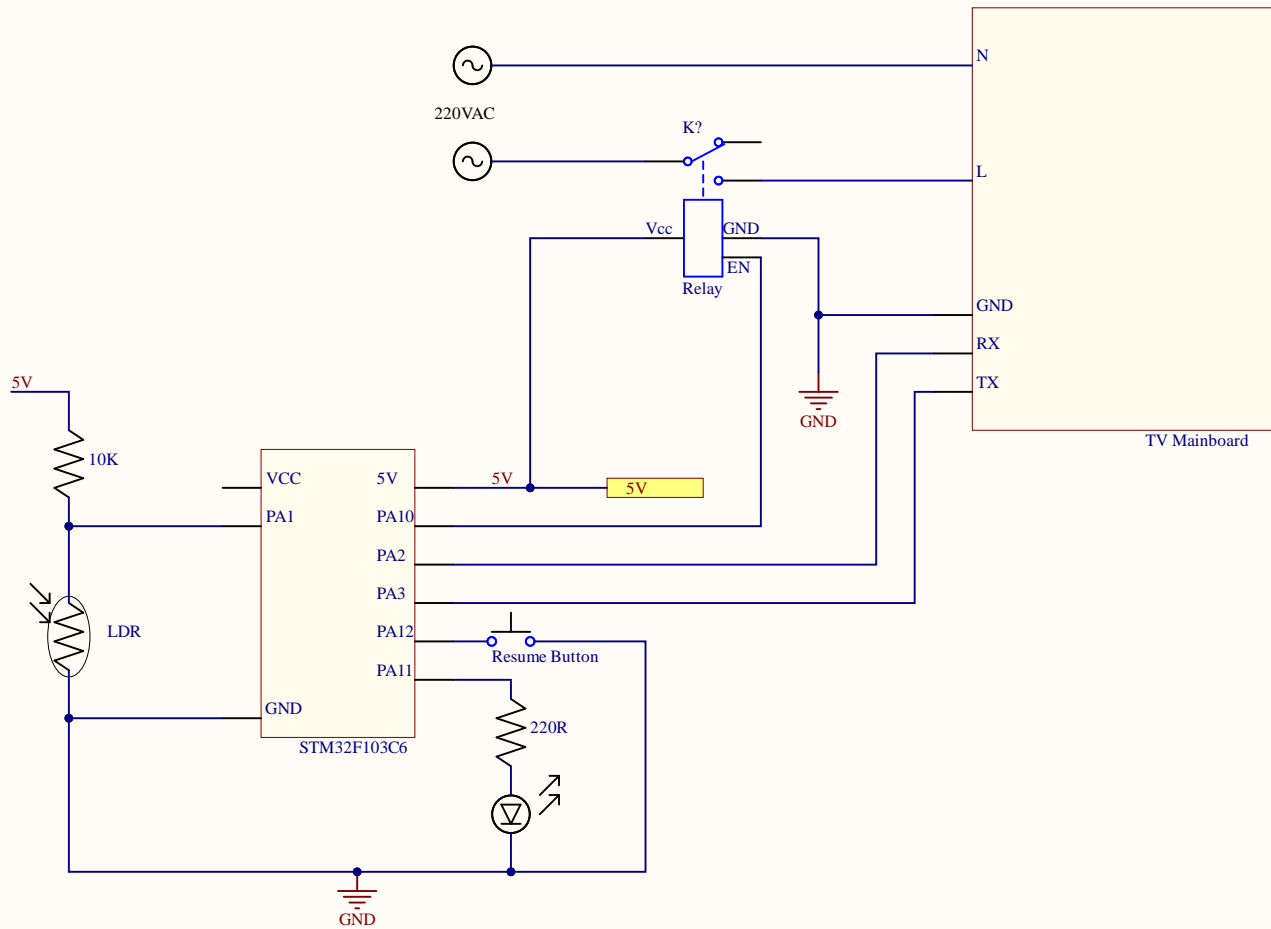 N
220VAC
K?
L
Vcc
GND
EN
Relay
GND
RX
5V
TX
GND
TV Mainboard
10K
VCC
5V
5V
5V
PA1
PA10
PA2
PA3
LDR
PA12
Resume Button
PA11
GND
220R
STM32F103C6
GND